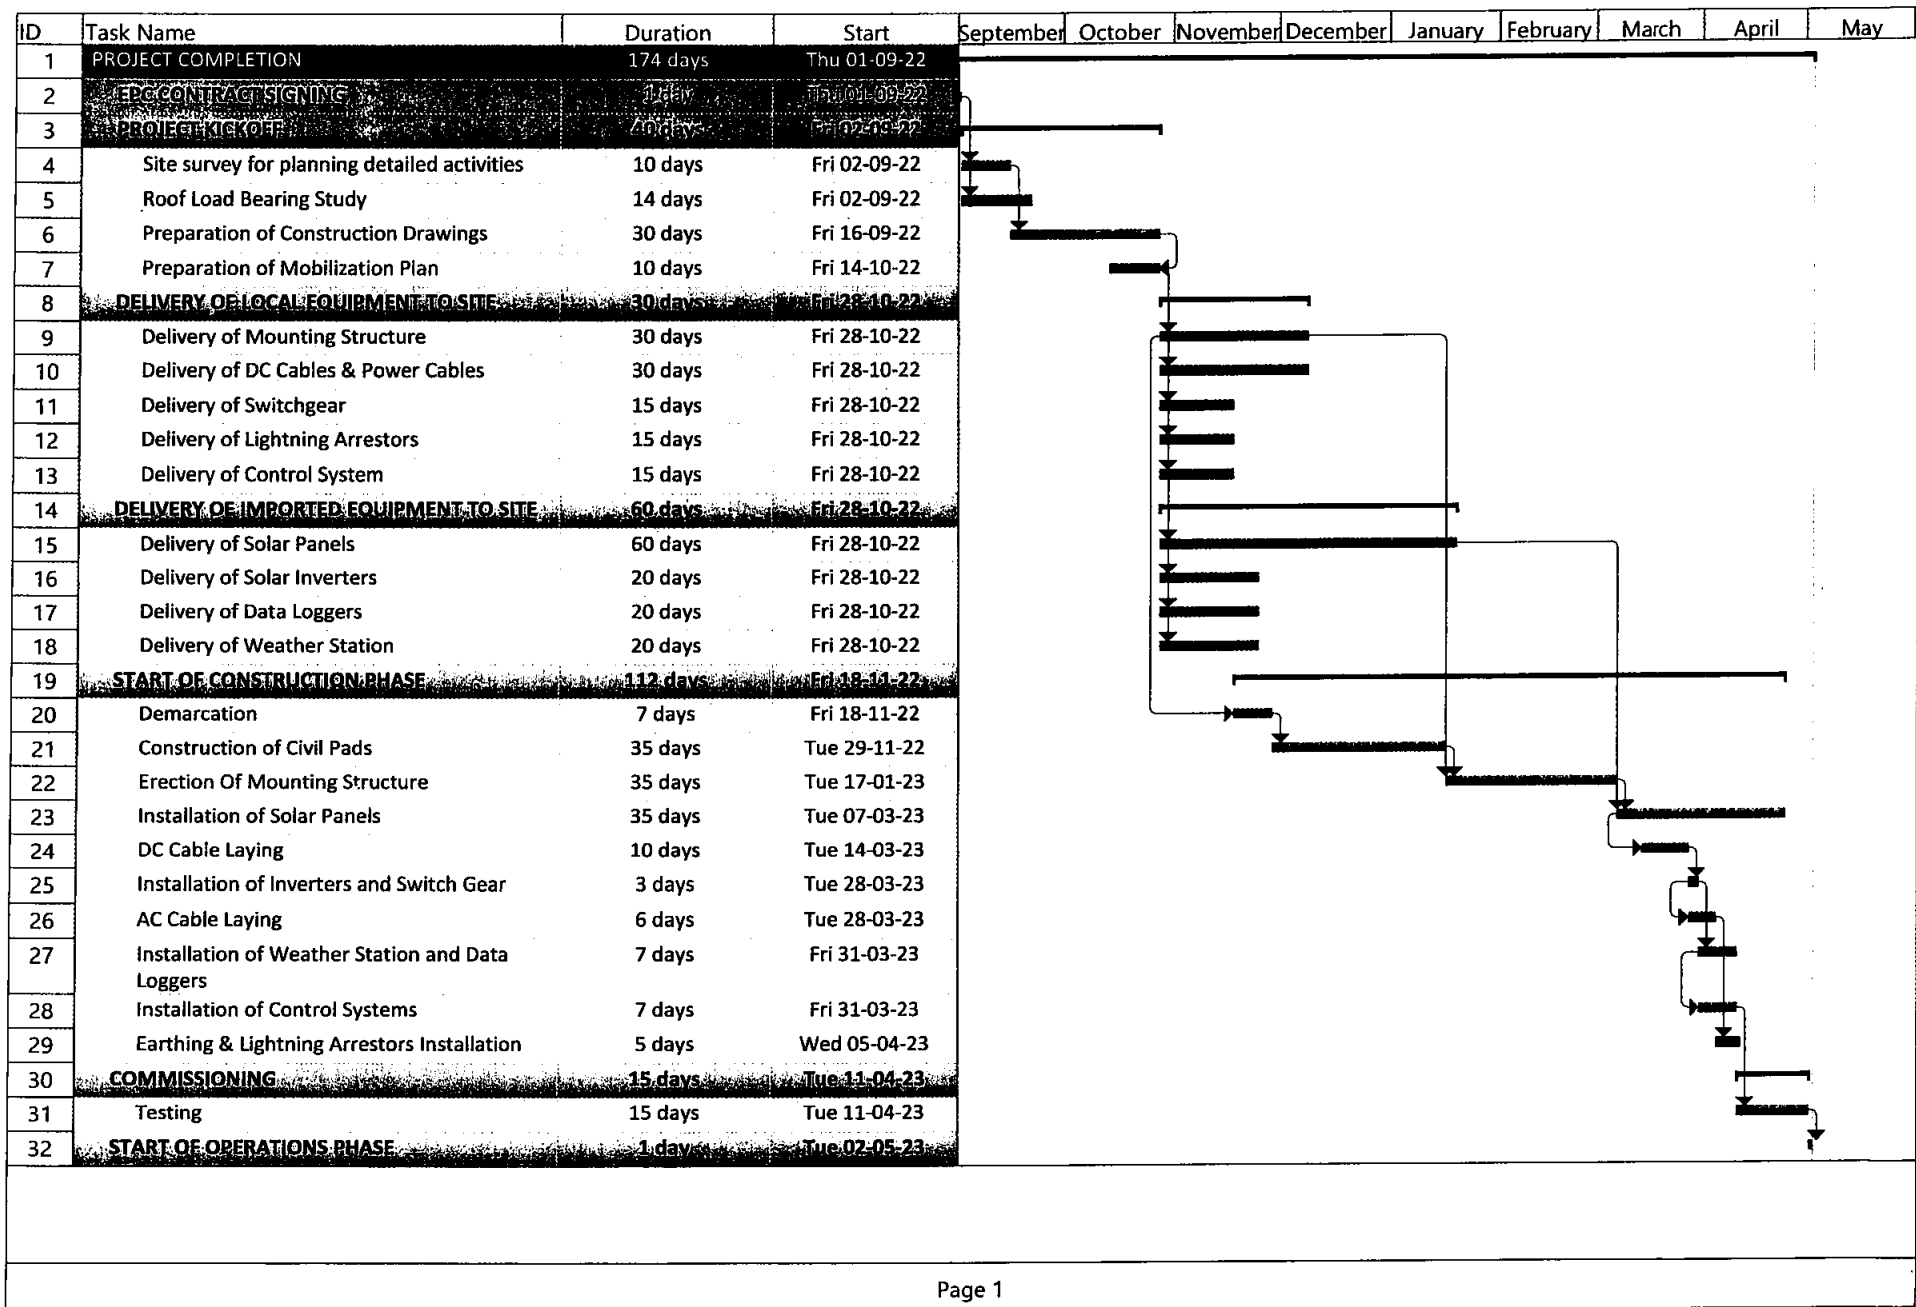 ID Task Name Duration Start September October November December January February March April May
1 PROJECT COMPLETION 174 days Thu 01-09-22
2 EPC CONTRACT SIGNING 1 day Thu 01-09-22
3 PROJECT KICKOFF 40 days Fri 02-09-22
4 Site survey for planning detailed activities 10 days Fri 02-09-22
5 Roof Load Bearing Study 14 days Fri 02-09-22
6 Preparation of Construction Drawings 30 days Fri 16-09-22
7 Preparation of Mobilization Plan 10 days Fri 14-10-22
8 DELIVERY OF LOCAL EQUIPMENT TO SITE 30 days Fri 28-10-22
9 Delivery of Mounting Structure 30 days Fri 28-10-22
10 Delivery of DC Cables & Power Cables 30 days Fri 28-10-22
11 Delivery of Switchgear 15 days Fri 28-10-22
12 Delivery of Lightning Arrestors 15 days Fri 28-10-22
13 Delivery of Control System 15 days Fri 28-10-22
14 DELIVERY OF IMPORTED EQUIPMENT TO SITE 60 days Fri 28-10-22
15 Delivery of Solar Panels 60 days Fri 28-10-22
16 Delivery of Solar Inverters 20 days Fri 28-10-22
17 Delivery of Data Loggers 20 days Fri 28-10-22
18 Delivery of Weather Station 20 days Fri 28-10-22
19 START OF CONSTRUCTION PHASE 112 days Fri 18-11-22
20 Demarcation 7 days Fri 18-11-22
21 Construction of Civil Pads 35 days Tue 29-11-22
22 Erection Of Mounting Structure 35 days Tue 17-01-23
23 Installation of Solar Panels 35 days Tue 07-03-23
24 DC Cable Laying 10 days Tue 14-03-23
25 Installation of Inverters and Switch Gear 3 days Tue 28-03-23
26 AC Cable Laying 6 days Tue 28-03-23
27 Installation of Weather Station and Data 7 days Fri 31-03-23
Loggers
28 Installation of Control Systems 7 days Fri 31-03-23
29 Earthing & Lightning Arrestors Installation 5 days Wed 05-04-23
30 COMMISSIONING 15 days Tue 11-04-23
31 Testing 15 days Tue 11-04-23
32 START OF OPERATIONS PHASE 1 day Tue 02-05-23
Page 1